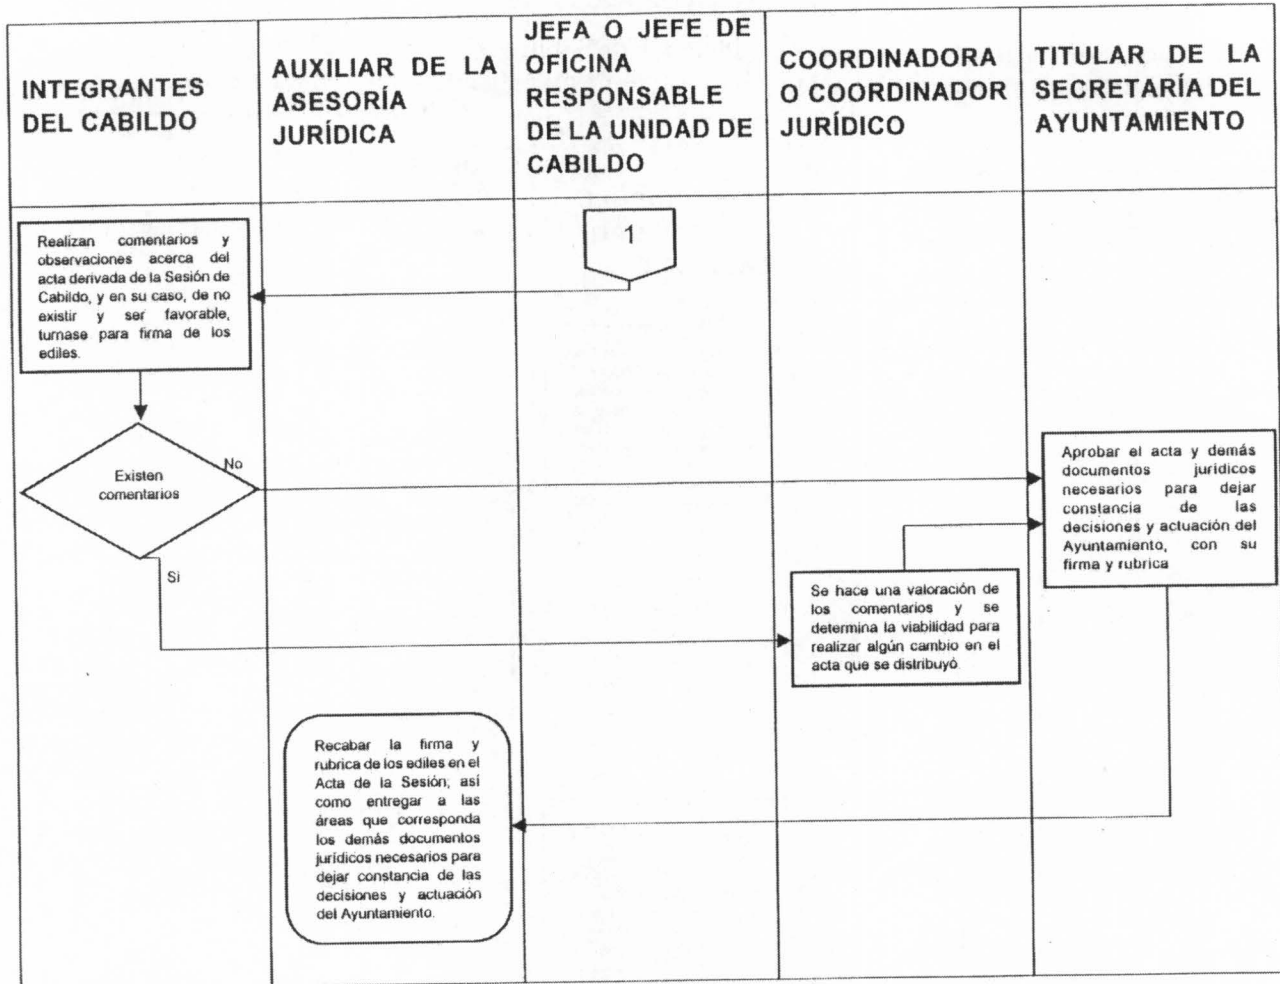 INTEGRANTES
DEL CABILDO
AUXILIAR DE LA
ASESORÍA
JURÍDICA
JEFA O JEFE DE
OFICINA
RESPONSABLE
DE LA UNIDAD DE
CABILDO
COORDINADORA
O COORDINADOR
JURÍDICO
TITULAR DE LA
SECRETARÍA DEL
AYUNTAMIENTO
1
Realizan comentarios y
observaciones acerca del
acta derivada de la Sesión de
Cabildo, y en su caso, de no
existir y ser favorable,
turnase para firma de los
ediles.
Existen
comentarios
No
Si
Aprobar el acta y demás
documentos jurídicos
necesarios para dejar
constancia de las
decisiones y actuación del
Ayuntamiento, con su
firma y rubrica
Se hace una valoración de
los comentarios y se
determina la viabilidad para
realizar algún cambio en el
acta que se distribuyó.
Recabar la firma y
rubrica de los ediles en el
Acta de la Sesión; así
como entregar a las
áreas que corresponda
los demás documentos
jurídicos necesarios para
dejar constancia de las
decisiones y actuación
del Ayuntamiento.